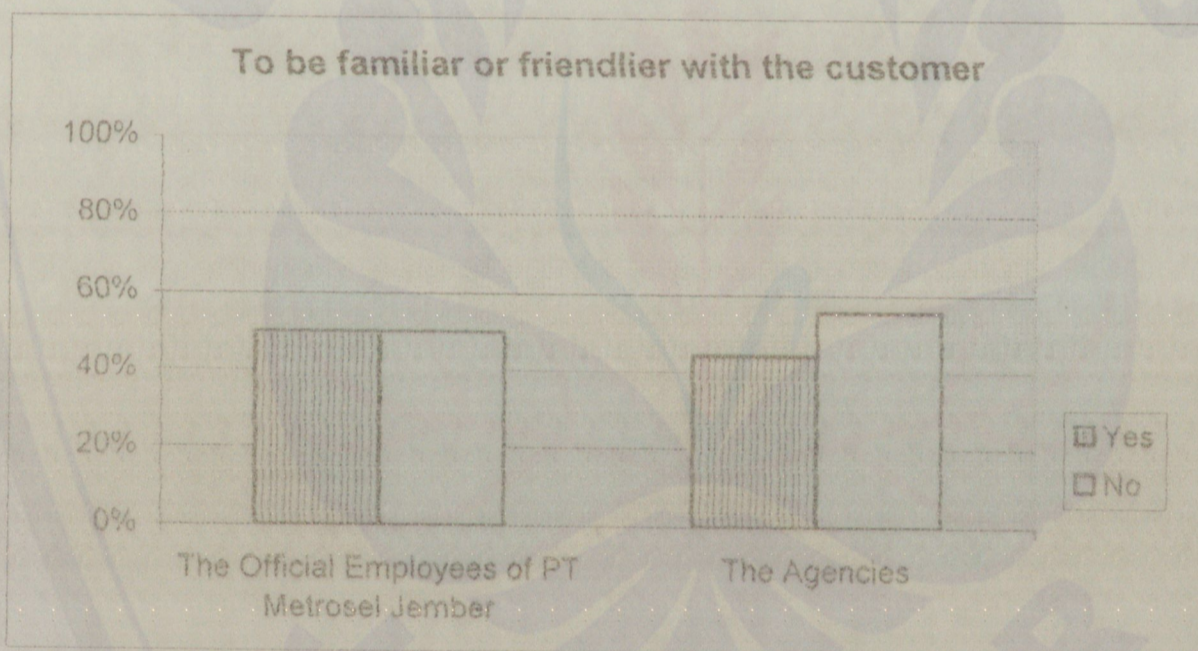 To be familiar or friendlier with the customer
100%
80%
60%
40%
20%
0%
The Official Employees of PT
Metrosel Jember
The Agencies
Yes
No